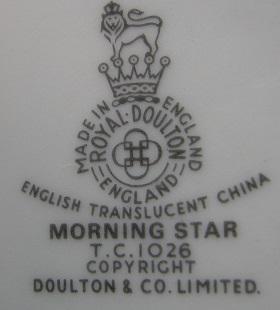 MADE IN ENGLAND
ROYAL·DOULTON
ENGLAND
ENGLISH TRANSLUCENT CHINA
MORNING STAR
T.C.1026
COPYRIGHT
DOULTON & CO. LIMITED.